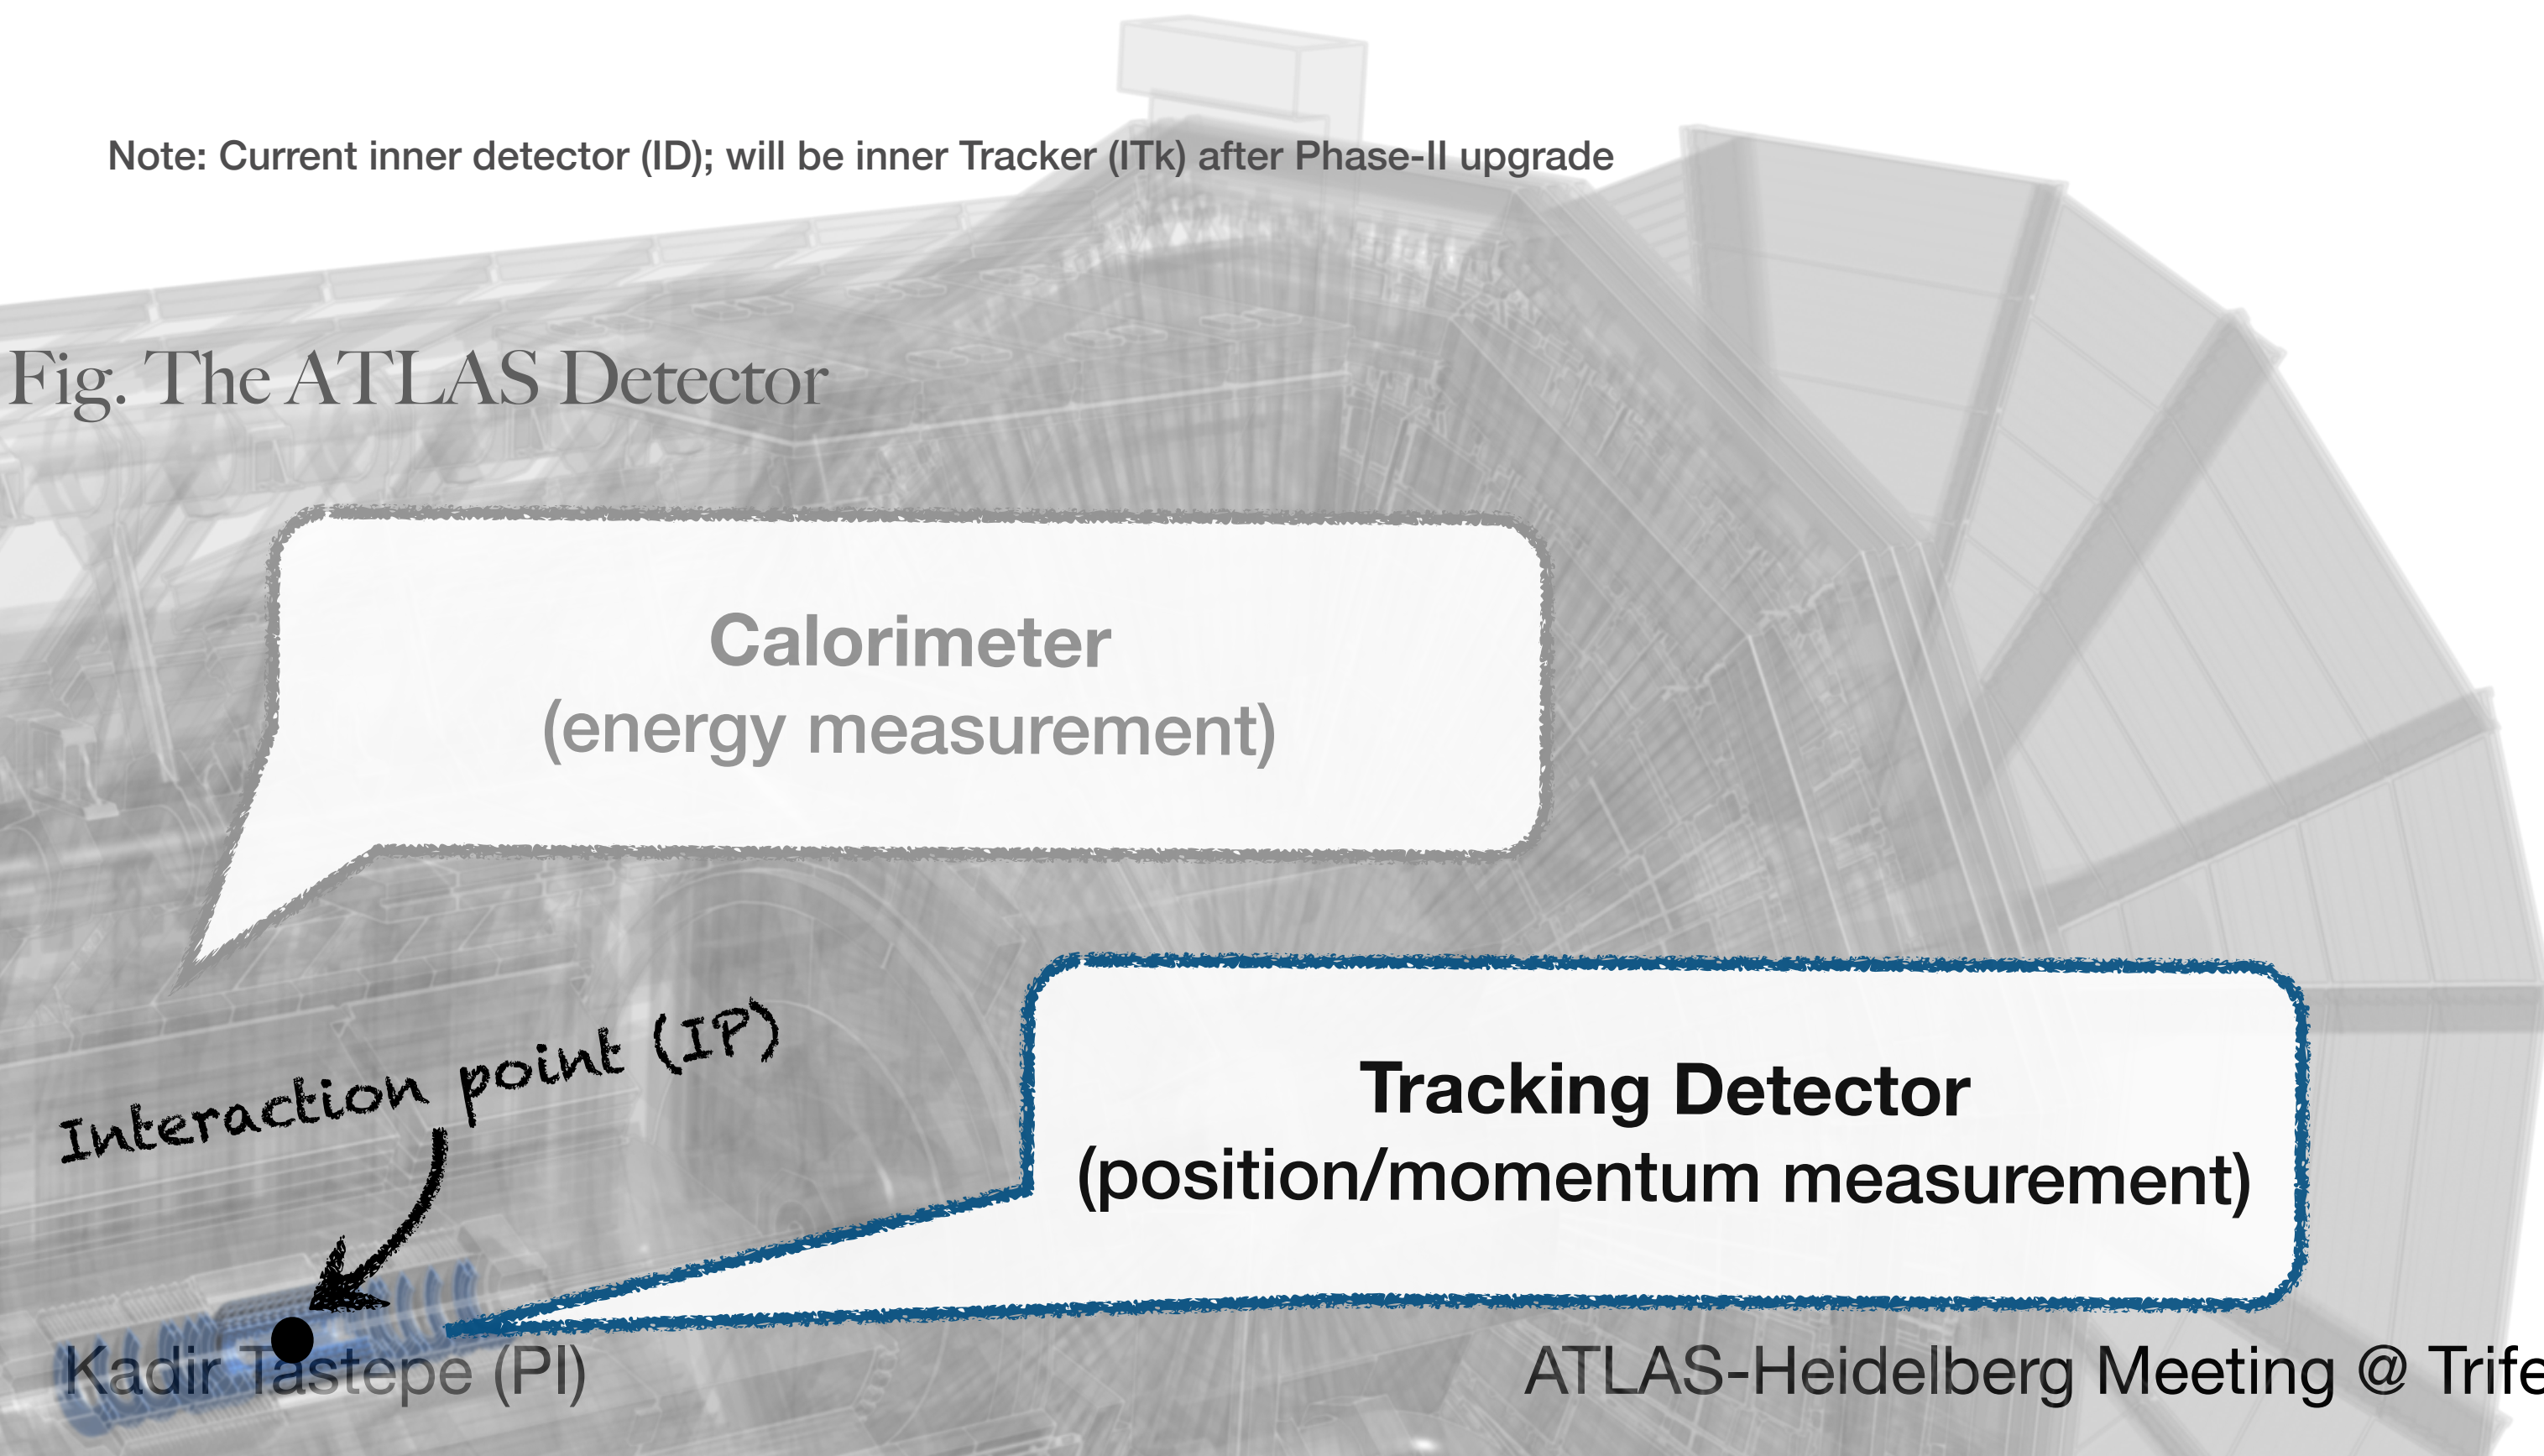 Note: Current inner detector (ID); will be inner Tracker (ITk) after Phase-II upgrade
Fig. The ATLAS Detector
Calorimeter
(energy measurement)
Interaction point (IP)
Tracking Detector
(position/momentum measurement)
Kadir Tastepe (PI)
ATLAS-Heidelberg Meeting @